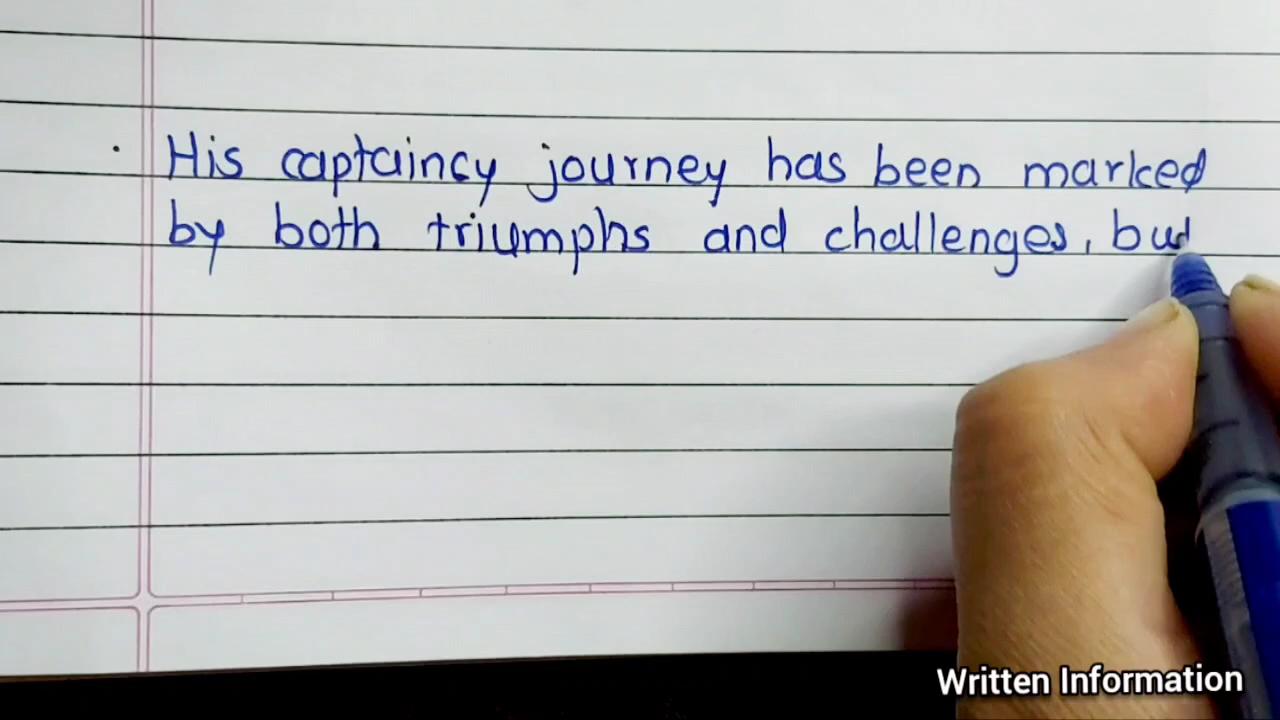 His captaincy journey has been marked
by both triumphs and challenges, but
Written Information